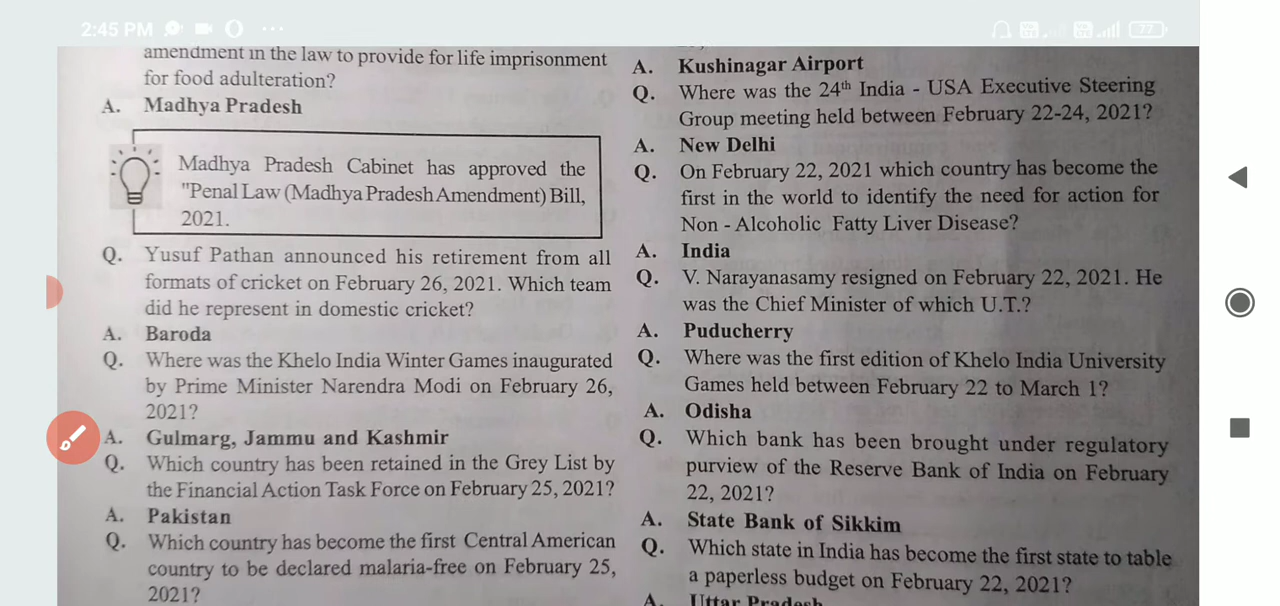 2:45 PM
77
amendment in the law to provide for life imprisonment
for food adulteration?
A. Madhya Pradesh
Madhya Pradesh Cabinet has approved the
"Penal Law (Madhya Pradesh Amendment) Bill,
2021.
Q. Yusuf Pathan announced his retirement from all
formats of cricket on February 26, 2021. Which team
did he represent in domestic cricket?
A. Baroda
Q. Where was the Khelo India Winter Games inaugurated
by Prime Minister Narendra Modi on February 26,
2021?
A. Gulmarg, Jammu and Kashmir
Q. Which country has been retained in the Grey List by
the Financial Action Task Force on February 25, 2021?
A. Pakistan
Q. Which country has become the first Central American
country to be declared malaria-free on February 25,
2021?
A. Kushinagar Airport
Q. Where was the 24th India - USA Executive Steering
Group meeting held between February 22-24, 2021?
A. New Delhi
Q. On February 22, 2021 which country has become the
first in the world to identify the need for action for
Non - Alcoholic Fatty Liver Disease?
A. India
Q. V. Narayanasamy resigned on February 22, 2021. He
was the Chief Minister of which U.T.?
A. Puducherry
Q. Where was the first edition of Khelo India University
Games held between February 22 to March 1?
A. Odisha
Q. Which bank has been brought under regulatory
purview of the Reserve Bank of India on February
22, 2021?
A. State Bank of Sikkim
Q. Which state in India has become the first state to table
a paperless budget on February 22, 2021?
A. Uttar Pradesh